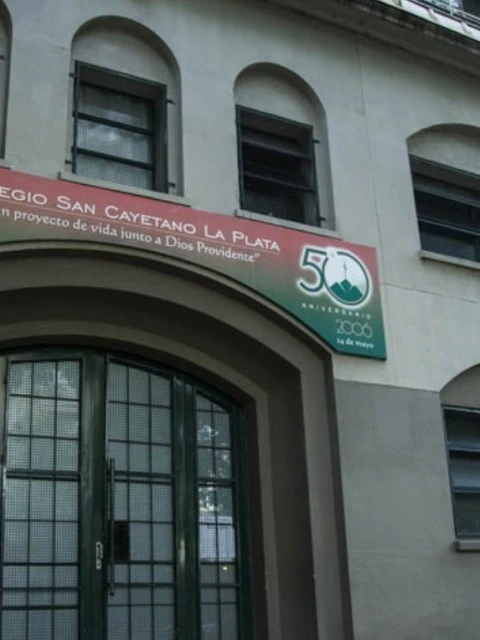 EGIO SAN CAYETANO LA PLATA
n proyecto de vida junto a Dios Providente"
50
ANIVERSARIO
2006
14 de mayo